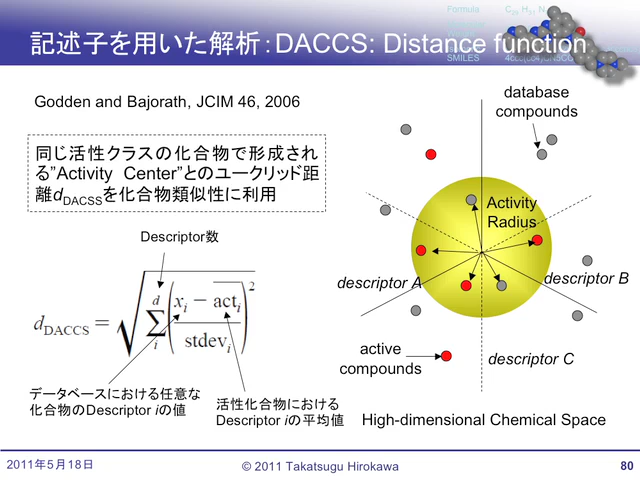 Formula
記述子を用いた解析：DACCS: Distance function
SMILES
Godden and Bajorath, JCIM 46, 2006
同じ活性クラスの化合物で形成され
る”Activity Center”とのユークリッド距
離dDACSSを化合物類似性に利用
Descriptor数
dDACCS = √ d ∑ i ( xi − acti / stdevi )2
データベースにおける任意な
化合物のDescriptor iの値
活性化合物における
Descriptor iの平均値
database
compounds
Activity
Radius
descriptor A
descriptor B
active
compounds
descriptor C
High-dimensional Chemical Space
2011年5月18日
© 2011 Takatsugu Hirokawa
80